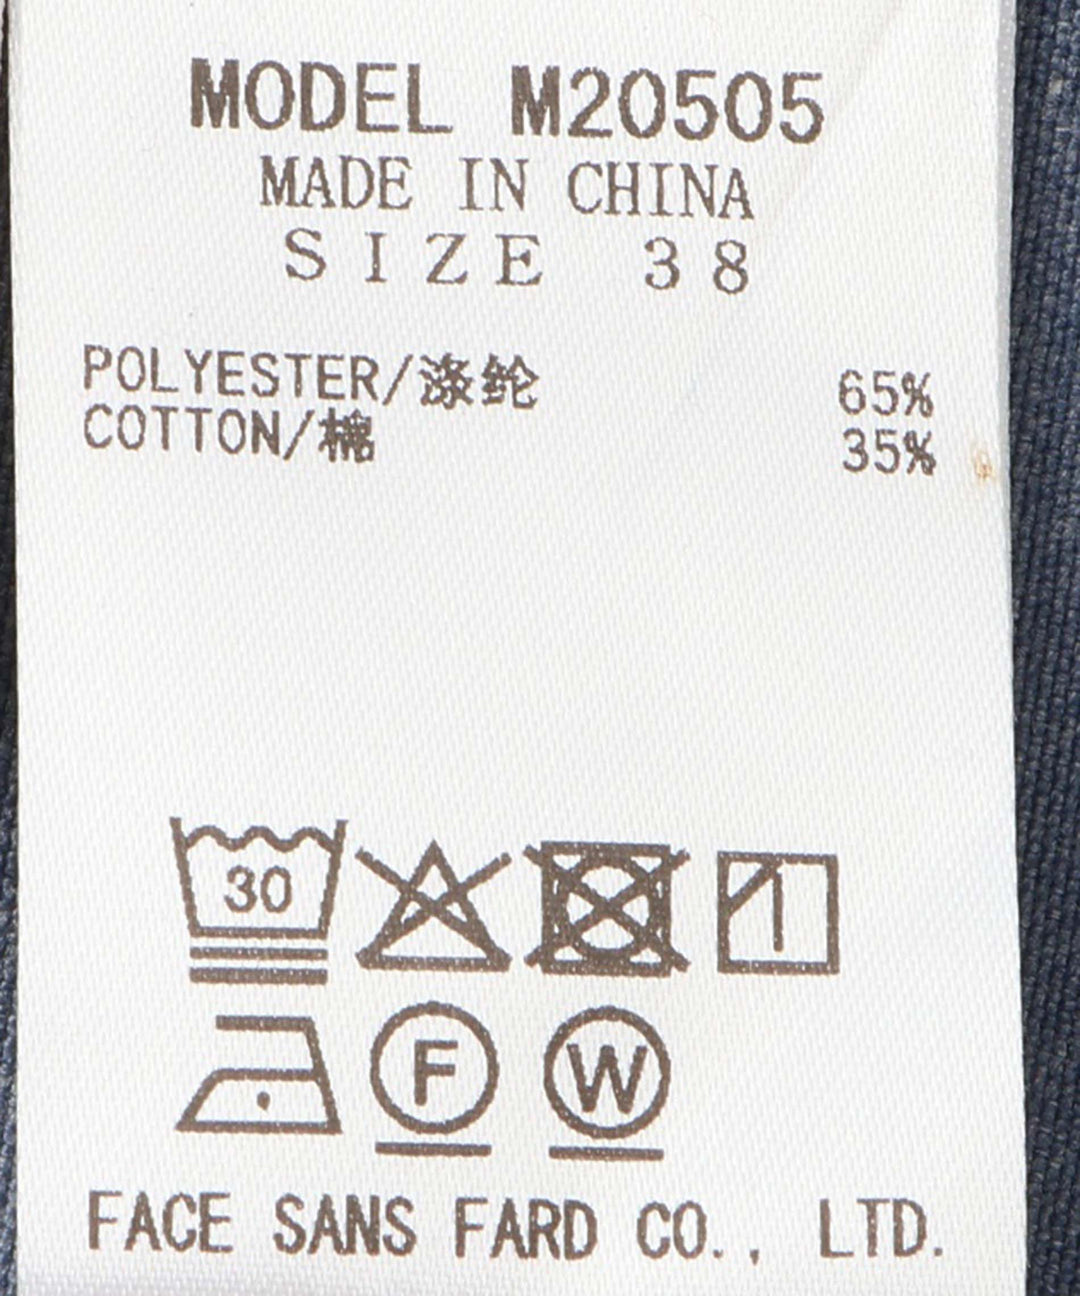 MODEL M20505
MADE IN CHINA
SIZE 38
POLYESTER/涤纶 65%
COTTON/棉 35%
30
F W
FACE SANS FARD CO., LTD.